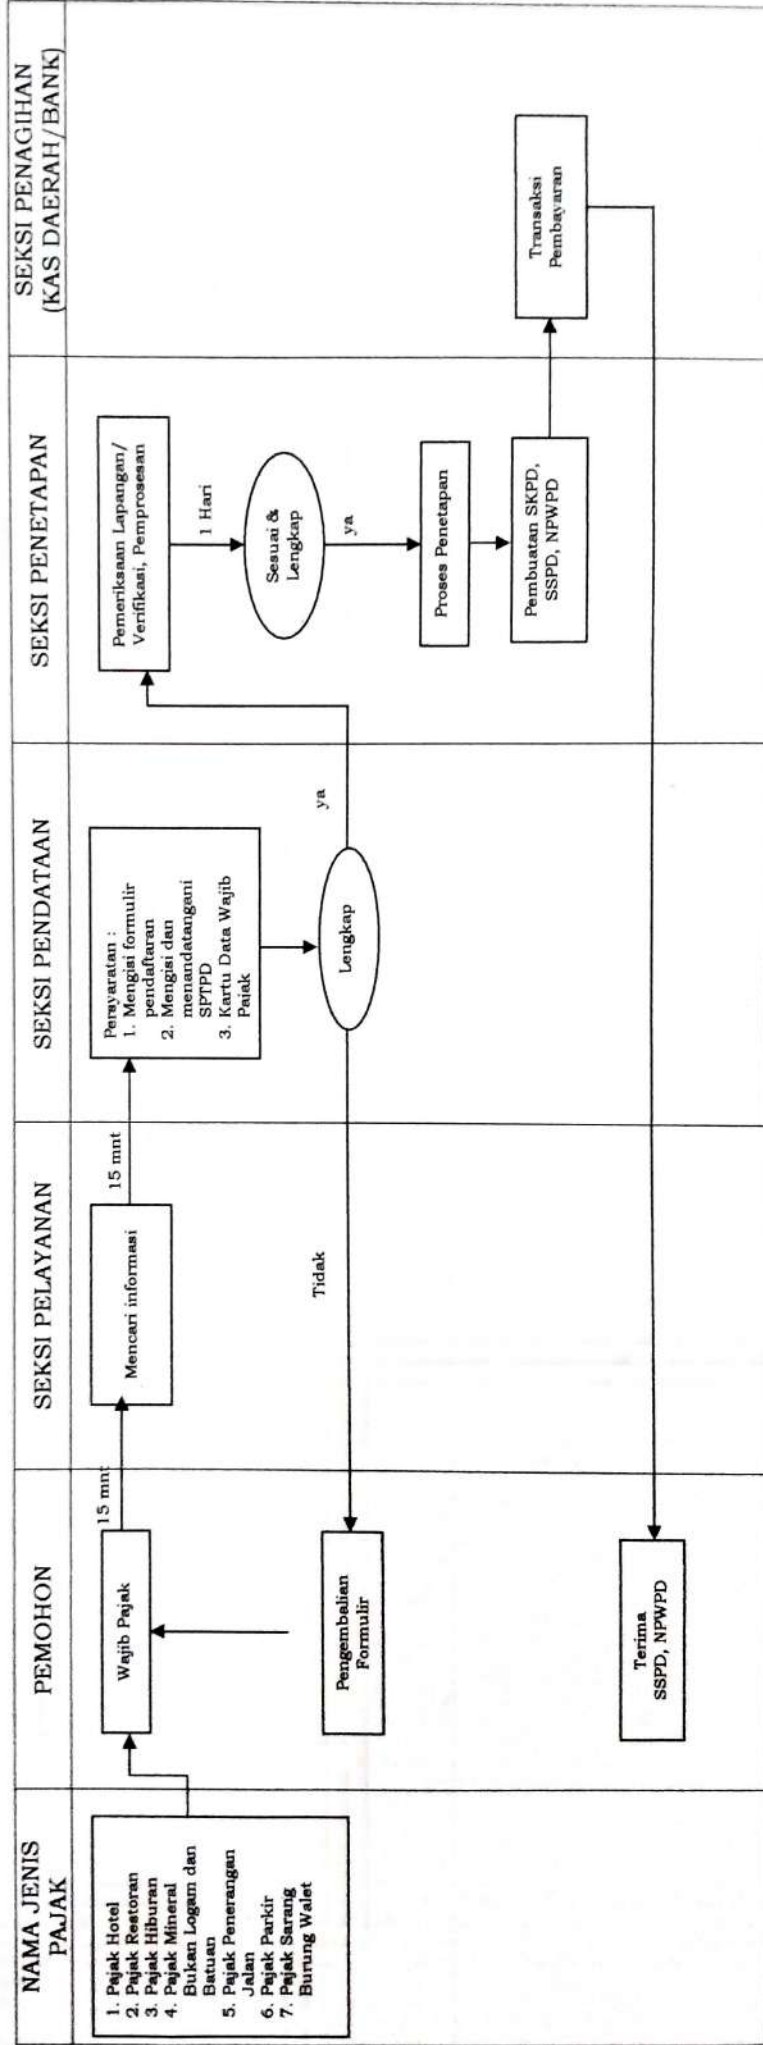 NAMA JENIS
PAJAK
PEMOHON
SEKSI PELAYANAN
SEKSI PENDATAAN
SEKSI PENETAPAN
SEKSI PENAGIHAN
(KAS DAERAH/BANK)
1. Pajak Hotel
2. Pajak Restoran
3. Pajak Hiburan
4. Pajak Mineral
Bukan Logam dan
Batuan
5. Pajak Penerangan
Jalan
6. Pajak Parkir
7. Pajak Sarang
Burung Walet
Wajib Pajak
15 mnt
Mencari informasi
15 mnt
Persyaratan :
1. Mengisi formulir
pendaftaran
2. Mengisi dan
menandatangani
SPTPD
3. Kartu Data Wajib
Pajak
Lengkap
ya
Tidak
Pengembalian
Formulir
Pemeriksaan Lapangan/
Verifikasi, Pemprosesan
1 Hari
Sesuai &
Lengkap
ya
Proses Penetapan
Pembuatan SKPD,
SSPD, NPWPD
Transaksi
Pembayaran
Terima
SSPD, NPWPD